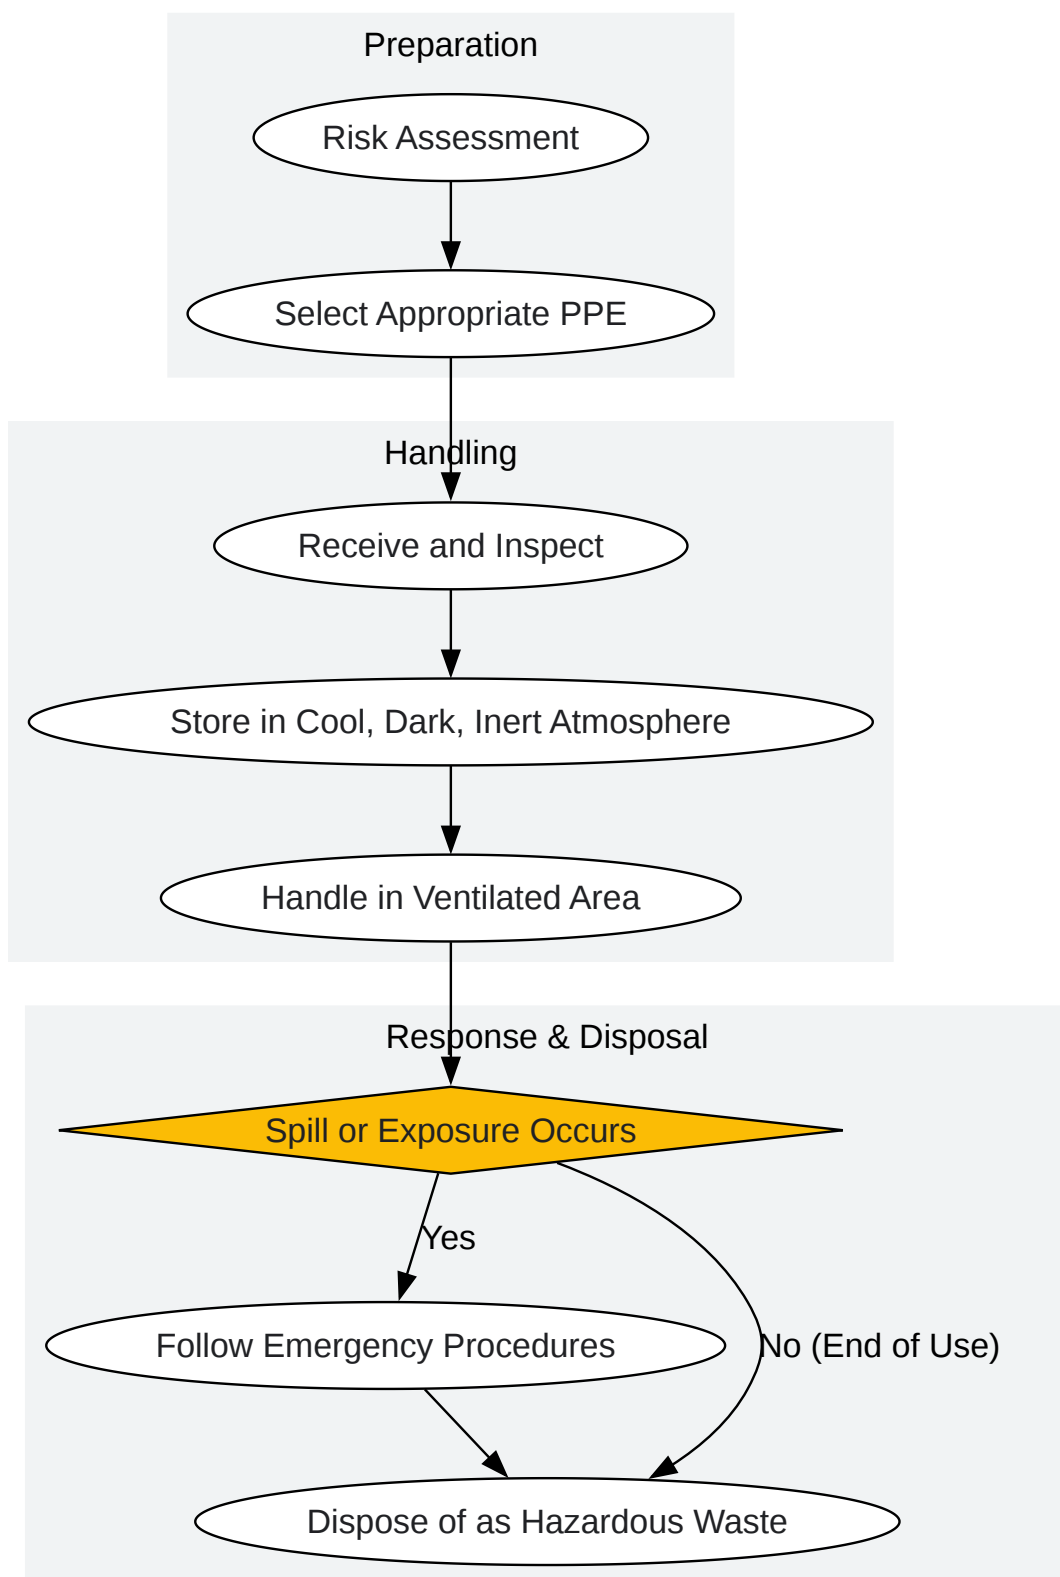 Preparation
Risk Assessment
Select Appropriate PPE
Handling
Receive and Inspect
Store in Cool, Dark, Inert Atmosphere
Handle in Ventilated Area
Response & Disposal
Spill or Exposure Occurs
Yes
Follow Emergency Procedures
No (End of Use)
Dispose of as Hazardous Waste